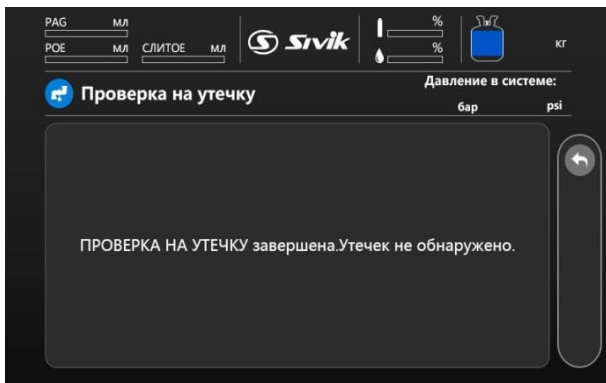 PAG мл
POE мл СЛИТОЕ мл
Sivik
%
%
кг
Проверка на утечку
Давление в системе:
бар psi
ПРОВЕРКА НА УТЕЧКУ завершена.Утечек не обнаружено.